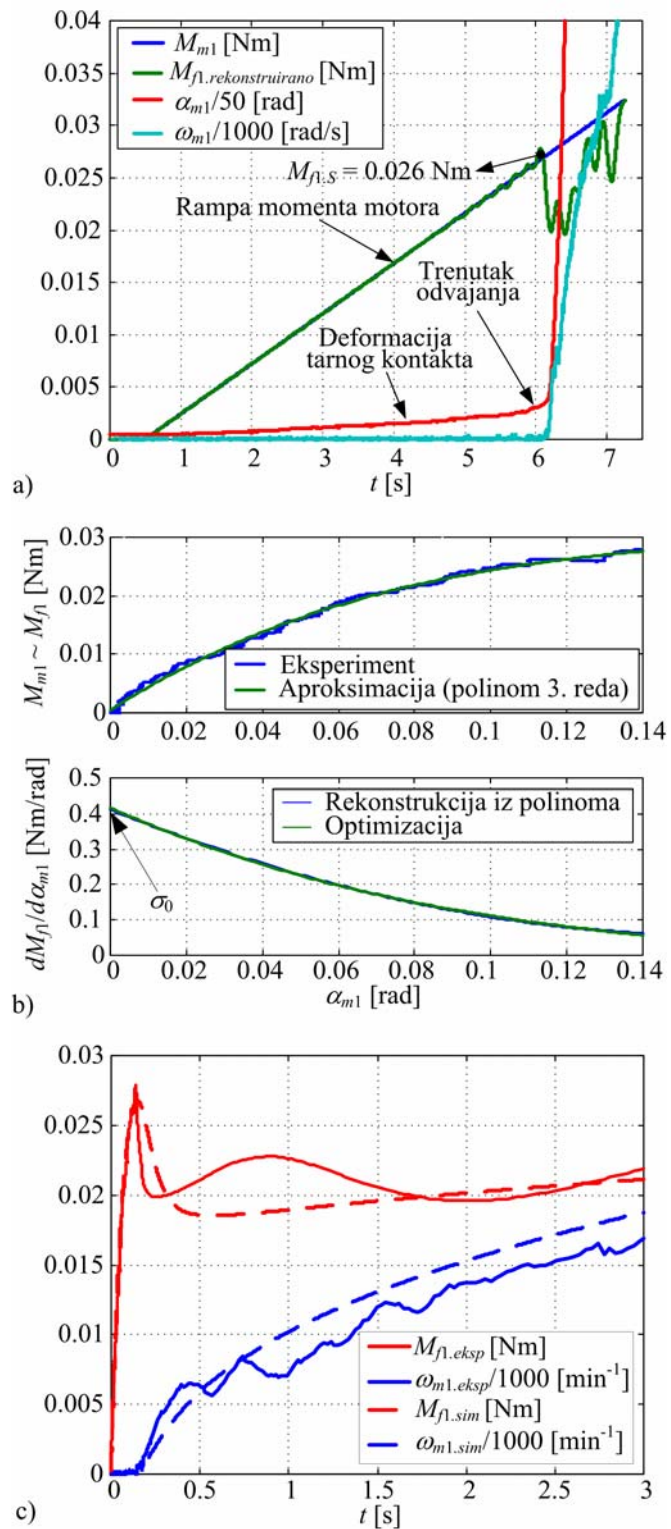 0.04
0.035
0.03
0.025
0.02
0.015
0.01
0.005
0
M_m1 [Nm]
M_f1.rekonstruirano [Nm]
α_m1/50 [rad]
ω_m1/1000 [rad/s]
M_f1.S = 0.026 Nm
Rampa momenta motora
Trenutak
odvajanja
Deformacija
tarnog kontakta
0 1 2 3 4 5 6 7
t [s]
a)
M_m1 ~ M_f1 [Nm]
0.03
0.02
0.01
0
Eksperiment
Aproksimacija (polinom 3. reda)
0.02 0.04 0.06 0.08 0.1 0.12 0.14
dM_f1/dα_m1 [Nm/rad]
0.5
0.4
0.3
0.2
0.1
0
Rekonstrukcija iz polinoma
Optimizacija
σ0
0 0.02 0.04 0.06 0.08 0.1 0.12 0.14
α_m1 [rad]
b)
0.03
0.025
0.02
0.015
0.01
0.005
0
M_f1.eksp [Nm]
ω_m1.eksp/1000 [min⁻¹]
M_f1.sim [Nm]
ω_m1.sim/1000 [min⁻¹]
0.5 1 1.5 2 2.5 3
t [s]
c)